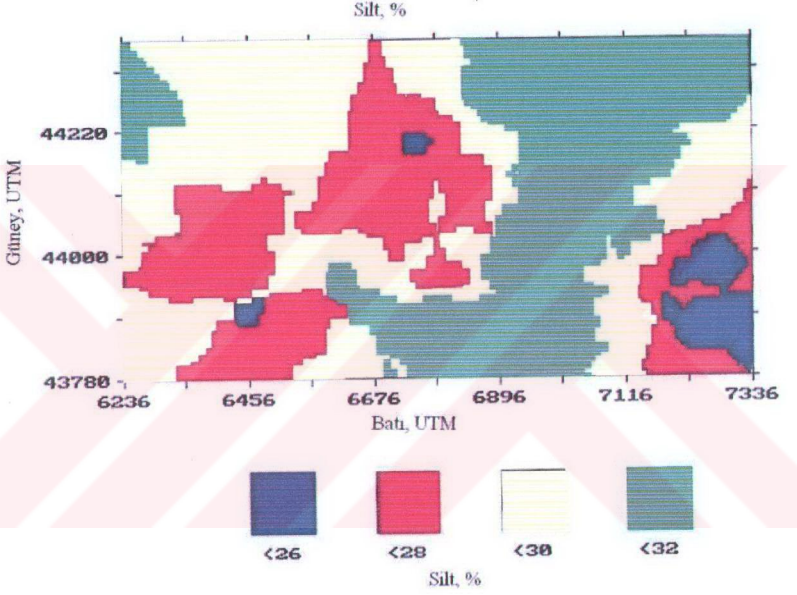 Silt, %
Güney, UTM
44220
44000
43780
6236 6456 6676 6896 7116 7336
Batı, UTM
<26 <28 <30 <32
Silt, %